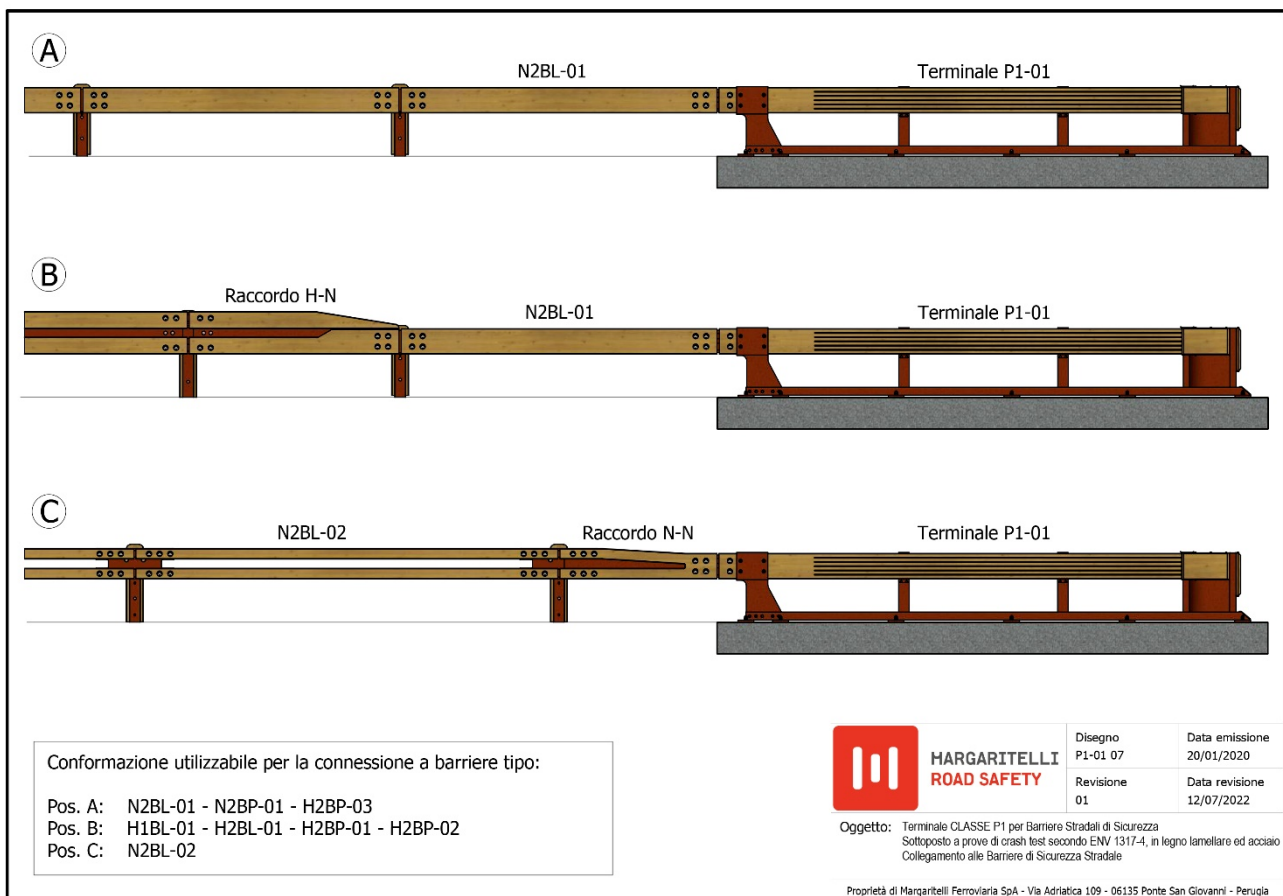 A
N2BL-01
Terminale P1-01
B
Raccordo H-N
N2BL-01
Terminale P1-01
C
N2BL-02
Raccordo N-N
Terminale P1-01
Conformazione utilizzabile per la connessione a barriere tipo:
Pos. A: N2BL-01 - N2BP-01 - H2BP-03
Pos. B: H1BL-01 - H2BL-01 - H2BP-01 - H2BP-02
Pos. C: N2BL-02
MARGARITELLI
ROAD SAFETY
Disegno
P1-01 07
Data emissione
20/01/2020
Revisione
01
Data revisione
12/07/2022
Oggetto: Terminale CLASSE P1 per Barriere Stradali di Sicurezza
Sottoposto a prove di crash test secondo ENV 1317-4, in legno lamellare ed acciaio
Collegamento alle Barriere di Sicurezza Stradale
Proprietà di Margaritelli Ferroviaria SpA - Via Adriatica 109 - 06135 Ponte San Giovanni - Perugia